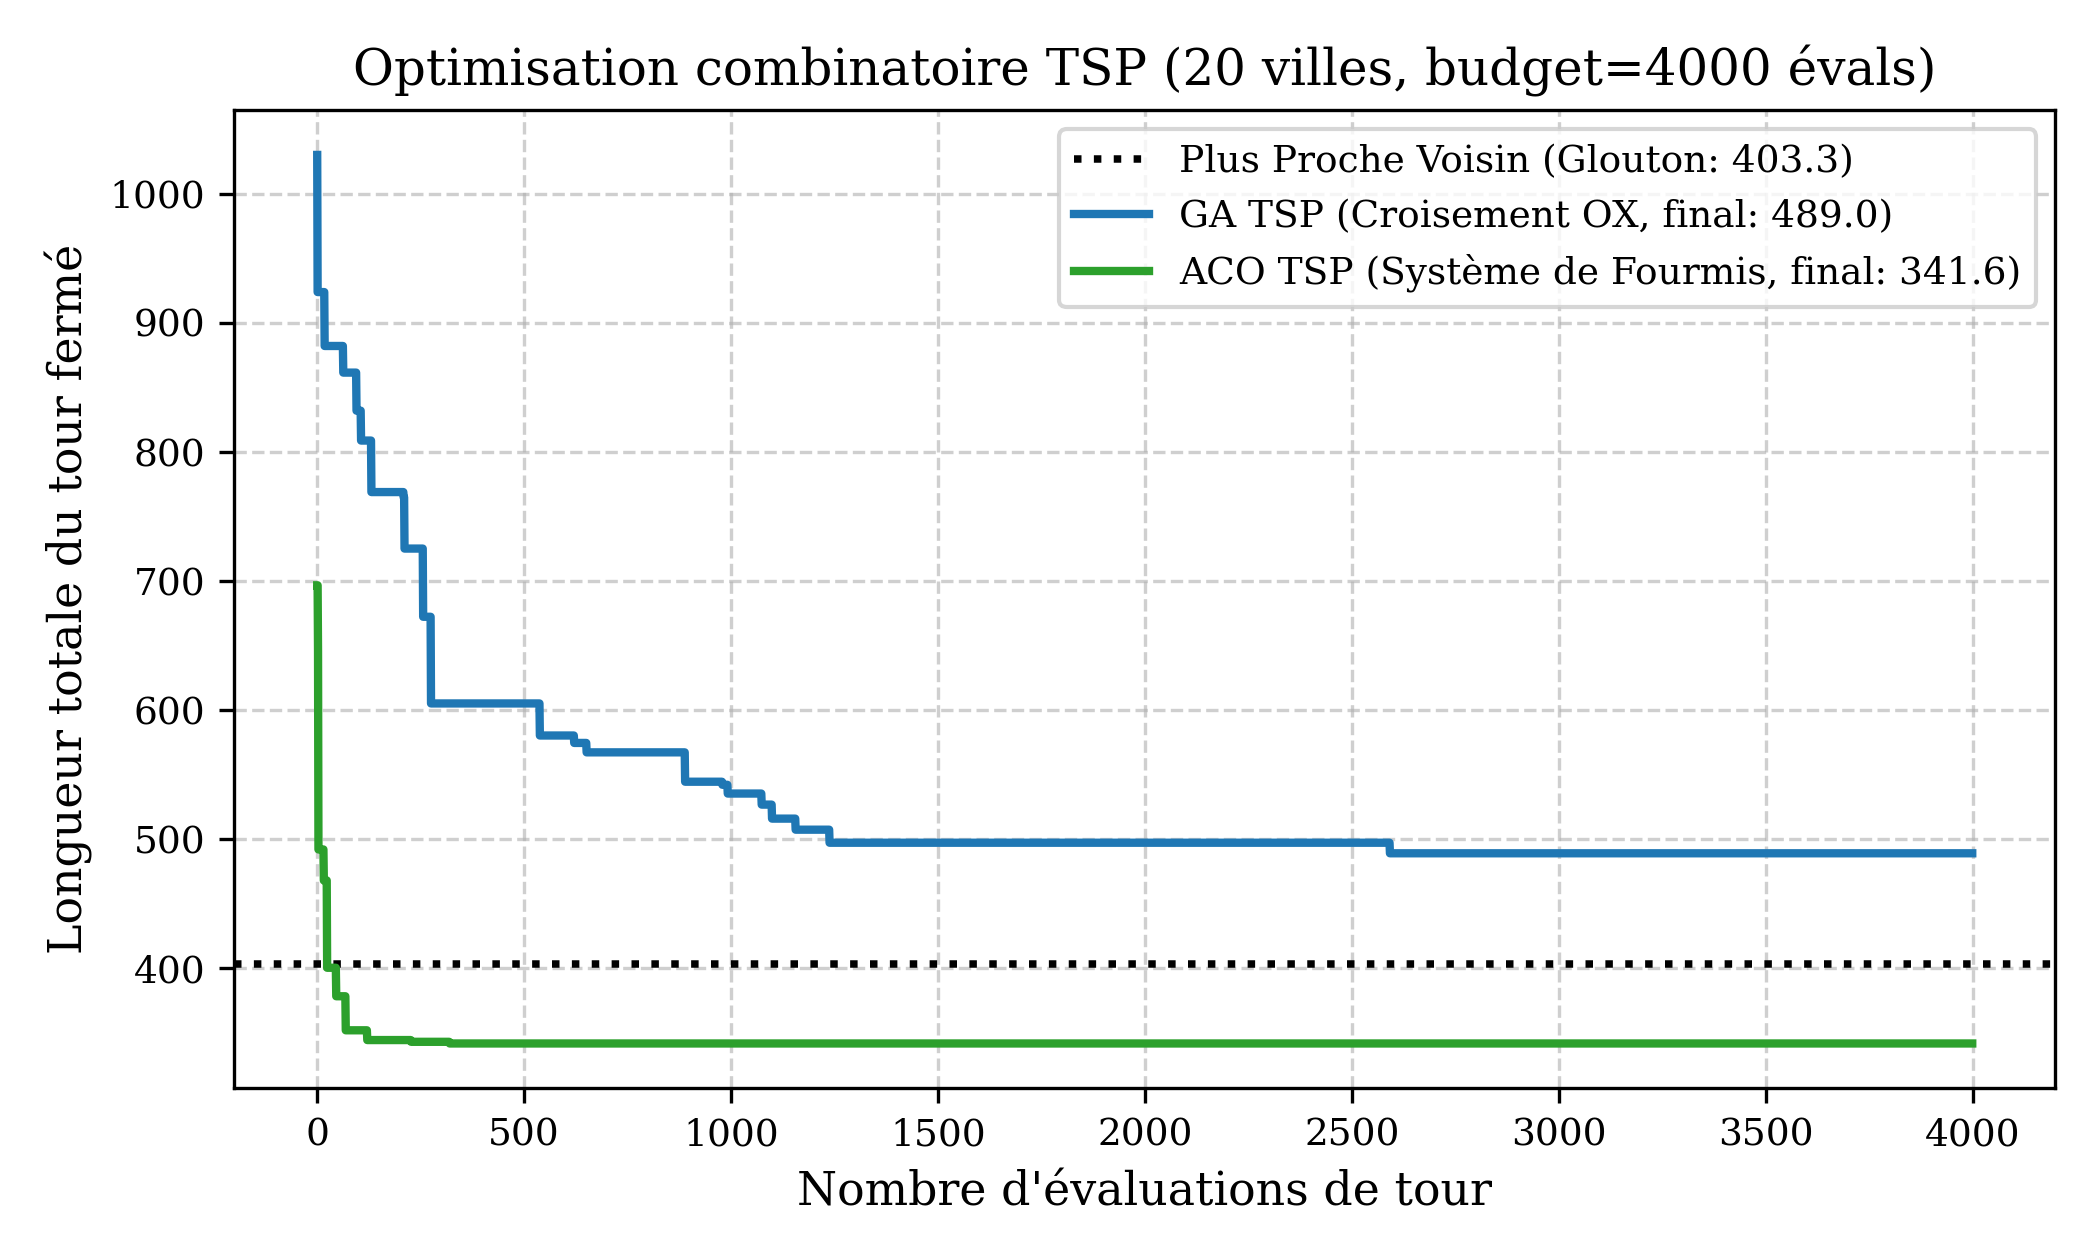 Optimisation combinatoire TSP (20 villes, budget=4000 évals)
Plus Proche Voisin (Glouton: 403.3)
GA TSP (Croisement OX, final: 489.0)
ACO TSP (Système de Fourmis, final: 341.6)
Longueur totale du tour fermé
1000
900
800
700
600
500
400
0 500 1000 1500 2000 2500 3000 3500 4000
Nombre d'évaluations de tour